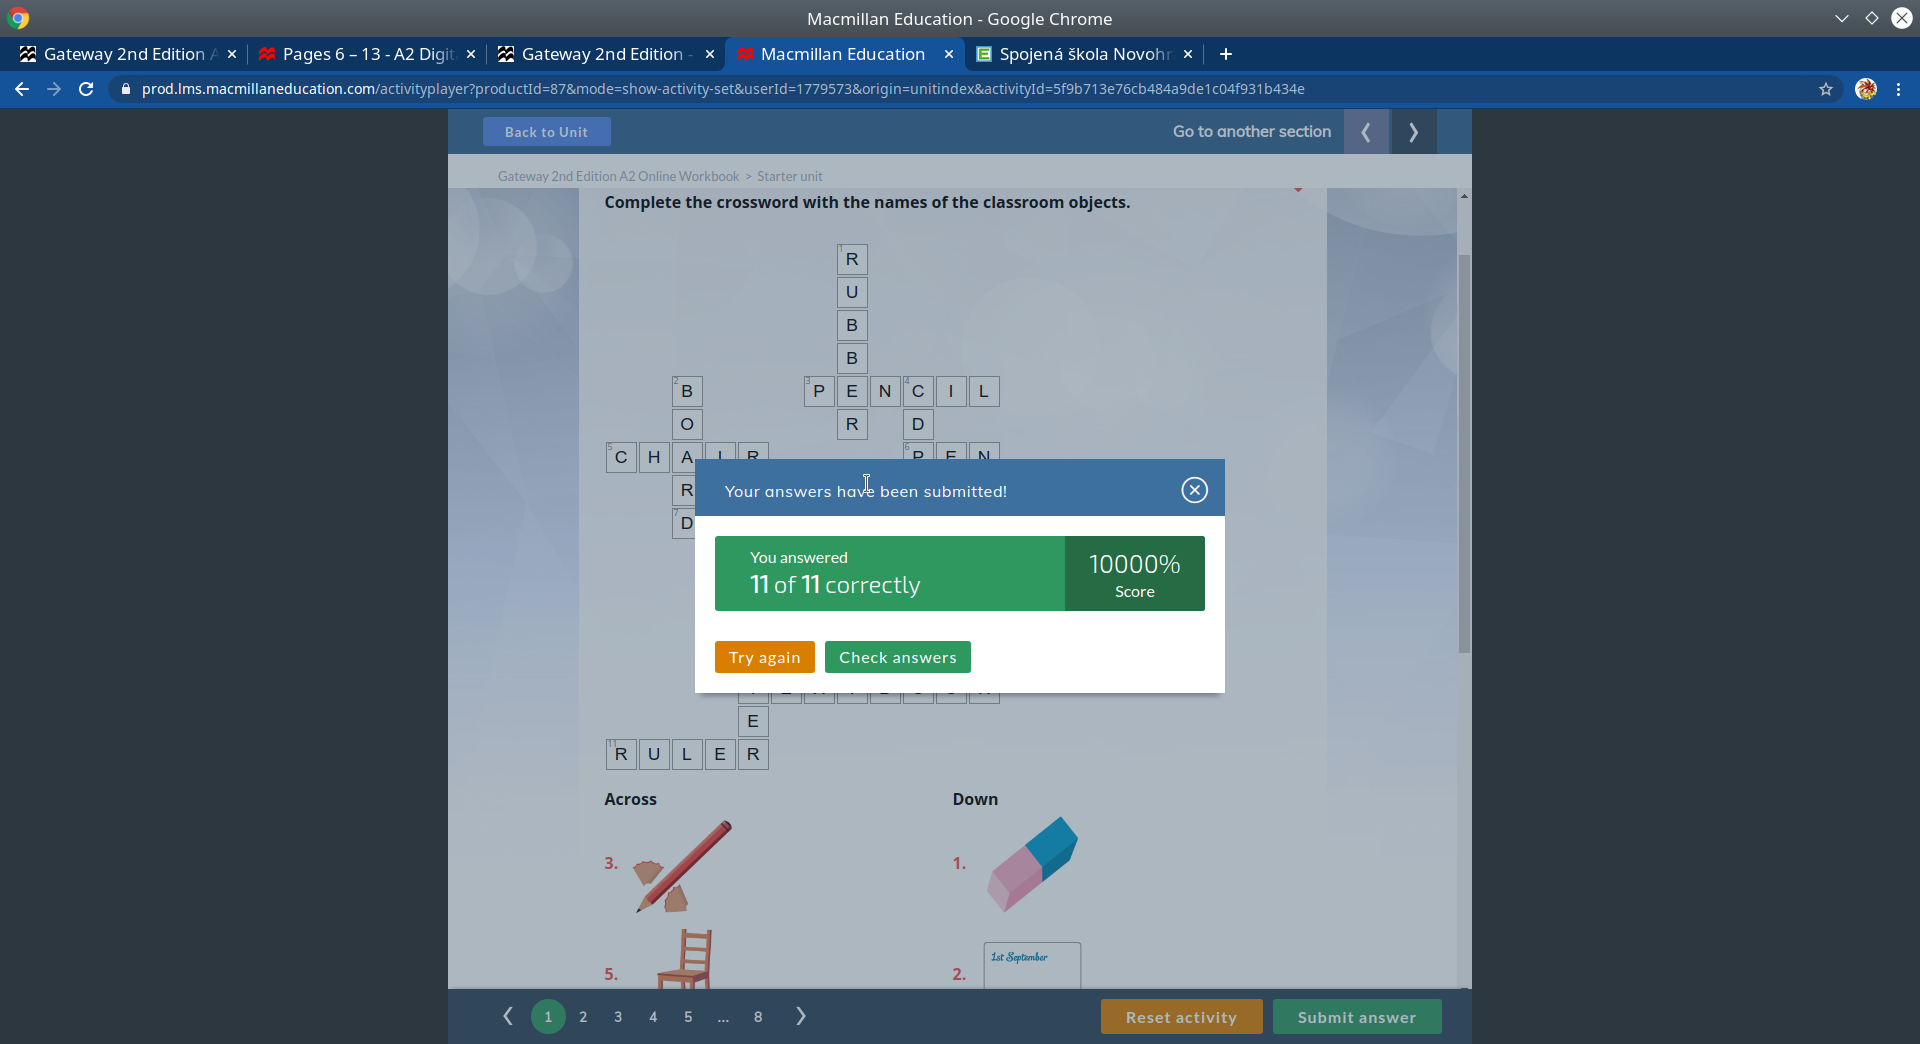 Macmillan Education - Google Chrome
Gateway 2nd Edition A
Pages 6 – 13 - A2 Digit
Gateway 2nd Edition -
Macmillan Education
Spojená škola Novohr
prod.lms.macmillaneducation.com/activityplayer?productId=87&mode=show-activity-set&userId=1779573&origin=unitindex&activityId=5f9b713e76cb484a9de1c04f931b434e
Back to Unit
Go to another section
Gateway 2nd Edition A2 Online Workbook > Starter unit
Complete the crossword with the names of the classroom objects.
1 R
U
B
B
2 B 3 P E N 4 C I L
O R D
5 C H A I R 6 P E N
R
7 D
Your answers have been submitted!
You answered
11 of 11 correctly
10000%
Score
Try again
Check answers
E
11 R U L E R
Across
Down
3.
1.
5.
2.
1st September
1
2
3
4
5
...
8
Reset activity
Submit answer